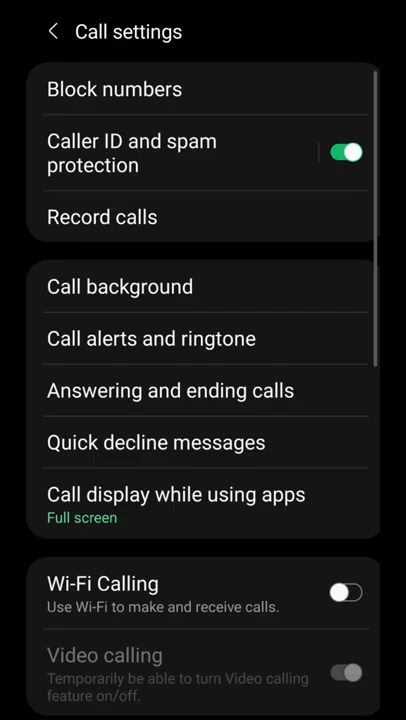 Call settings
Block numbers
Caller ID and spam
protection
Record calls
Call background
Call alerts and ringtone
Answering and ending calls
Quick decline messages
Call display while using apps
Full screen
Wi-Fi Calling
Use Wi-Fi to make and receive calls.
Video calling
Temporarily be able to turn Video calling
feature on/off.